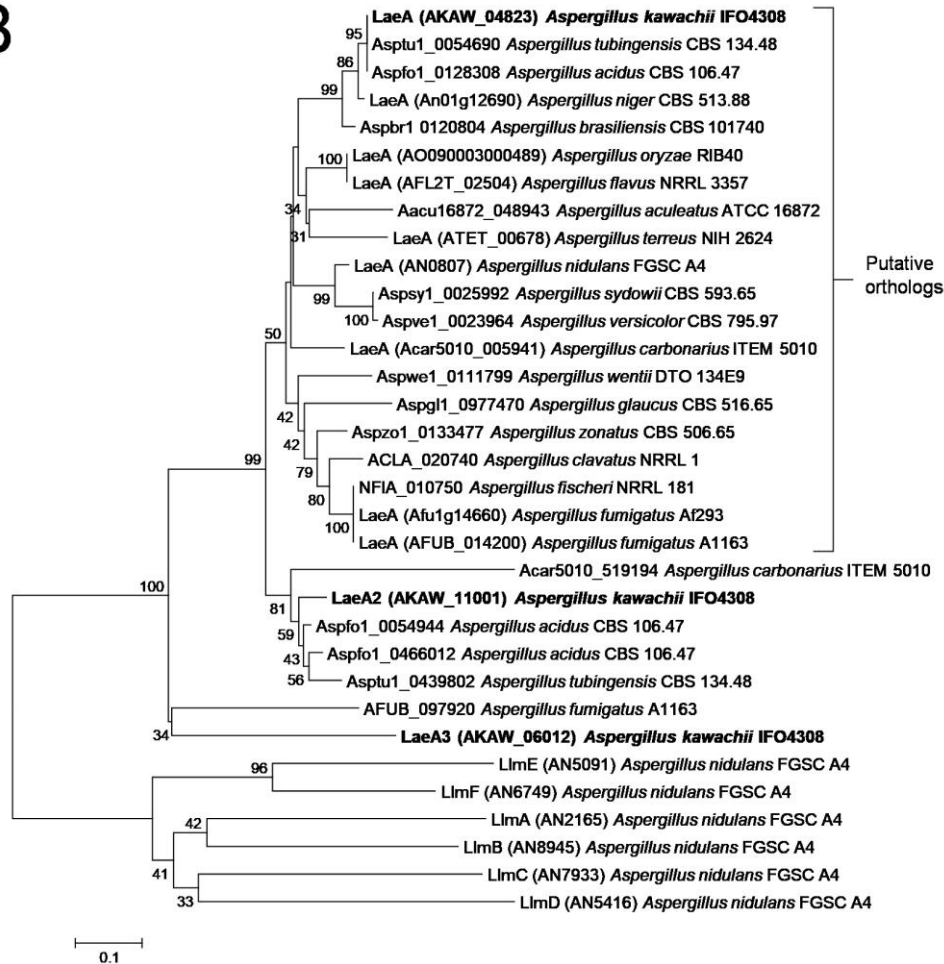 B
LaeA (AKAW_04823) Aspergillus kawachii IFO4308
95
Asptu1_0054690 Aspergillus tubingensis CBS 134.48
86
Aspfo1_0128308 Aspergillus acidus CBS 106.47
99
LaeA (An01g12690) Aspergillus niger CBS 513.88
Aspbr1 0120804 Aspergillus brasiliensis CBS 101740
100
LaeA (AO090003000489) Aspergillus oryzae RIB40
LaeA (AFL2T_02504) Aspergillus flavus NRRL 3357
34
Aacu16872_048943 Aspergillus aculeatus ATCC 16872
31
LaeA (ATET_00678) Aspergillus terreus NIH 2624
Putative
orthologs
LaeA (AN0807) Aspergillus nidulans FGSC A4
99
Aspsy1_0025992 Aspergillus sydowii CBS 593.65
100
Aspve1_0023964 Aspergillus versicolor CBS 795.97
50
LaeA (Acar5010_005941) Aspergillus carbonarius ITEM 5010
Aspwe1_0111799 Aspergillus wentii DTO 134E9
42
Aspgl1_0977470 Aspergillus glaucus CBS 516.65
42
Aspzo1_0133477 Aspergillus zonatus CBS 506.65
99
79
ACLA_020740 Aspergillus clavatus NRRL 1
80
NFIA_010750 Aspergillus fischeri NRRL 181
LaeA (Afu1g14660) Aspergillus fumigatus Af293
100
LaeA (AFUB_014200) Aspergillus fumigatus A1163
Acar5010_519194 Aspergillus carbonarius ITEM 5010
100
81
LaeA2 (AKAW_11001) Aspergillus kawachii IFO4308
59
Aspfo1_0054944 Aspergillus acidus CBS 106.47
43
Aspfo1_0466012 Aspergillus acidus CBS 106.47
56
Asptu1_0439802 Aspergillus tubingensis CBS 134.48
AFUB_097920 Aspergillus fumigatus A1163
34
LaeA3 (AKAW_06012) Aspergillus kawachii IFO4308
96
LlmE (AN5091) Aspergillus nidulans FGSC A4
LlmF (AN6749) Aspergillus nidulans FGSC A4
42
LlmA (AN2165) Aspergillus nidulans FGSC A4
LlmB (AN8945) Aspergillus nidulans FGSC A4
41
LlmC (AN7933) Aspergillus nidulans FGSC A4
33
LlmD (AN5416) Aspergillus nidulans FGSC A4
0.1